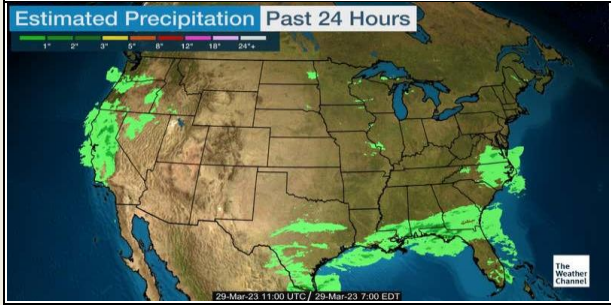 Estimated Precipitation Past 24 Hours
1" 2" 3" 5" 8" 12" 18" 24"+
The
Weather
Channel
29-Mar-23 11:00 UTC / 29-Mar-23 7:00 EDT